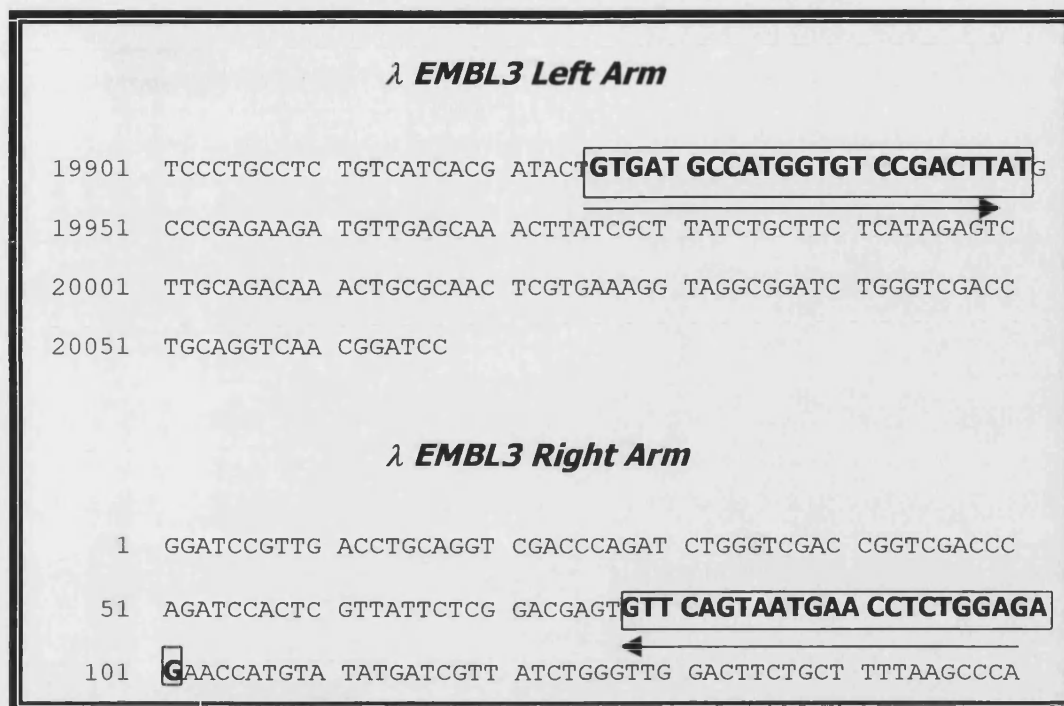 λ EMBL3 Left Arm
19901 TCCCTGCCTC TGTCATCACG ATACTGTGAT GCCATGGTGT CCGACTTATG
19951 CCCGAGAAGA TGTTGAGCAA ACTTATCGCT TATCTGCTTC TCATAGAGTC
20001 TTGCAGACAA ACTGCGCAAC TCGTGAAAGG TAGGCGGATC TGGGTCGACC
20051 TGCAGGTCAA CGGATCC
λ EMBL3 Right Arm
1 GGATCCGTTG ACCTGCAGGT CGACCCAGAT CTGGGTCGAC CGGTCGACCC
51 AGATCCACTC GTTATTCTCG GACGAGTGTT CAGTAATGAA CCTCTGGAGA
101 GAACCATGTA TATGATCGTT ATCTGGGTTG GACTTCTGCT TTTAAGCCCA